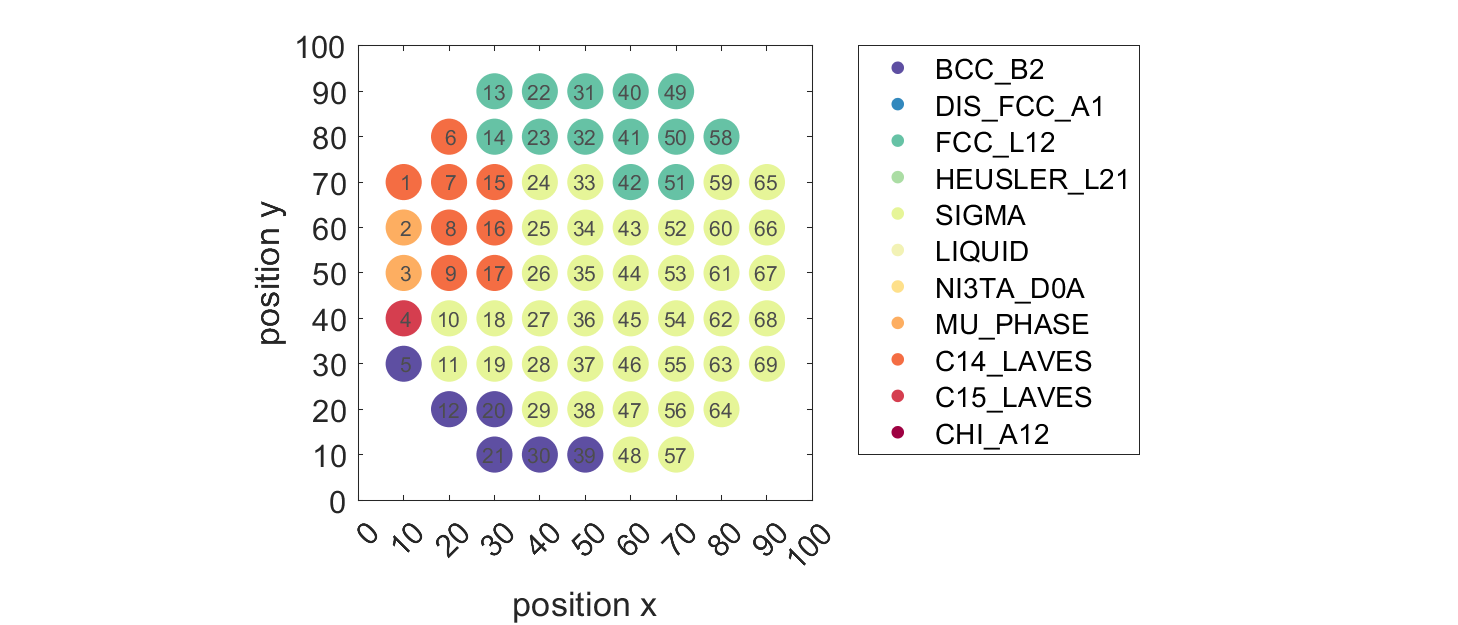 100
90
80
70
60
50
40
30
20
10
0
13 22 31 40 49
6 14 23 32 41 50 58
1 7 15 24 33 42 51 59 65
2 8 16 25 34 43 52 60 66
3 9 17 26 35 44 53 61 67
4 10 18 27 36 45 54 62 68
5 11 19 28 37 46 55 63 69
12 20 29 38 47 56 64
21 30 39 48 57
0 10 20 30 40 50 60 70 80 90 100
position x
position y
BCC_B2
DIS_FCC_A1
FCC_L12
HEUSLER_L21
SIGMA
LIQUID
NI3TA_D0A
MU_PHASE
C14_LAVES
C15_LAVES
CHI_A12